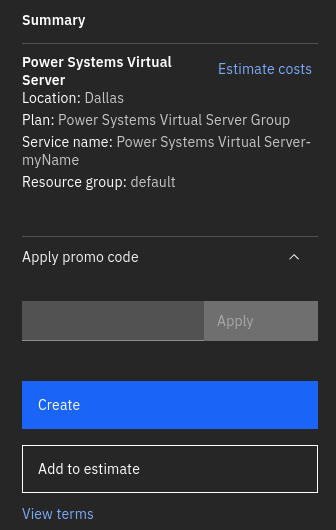 Summary
Power Systems Virtual
Server
Estimate costs
Location: Dallas
Plan: Power Systems Virtual Server Group
Service name: Power Systems Virtual Server-
myName
Resource group: default
Apply promo code
Apply
Create
Add to estimate
View terms